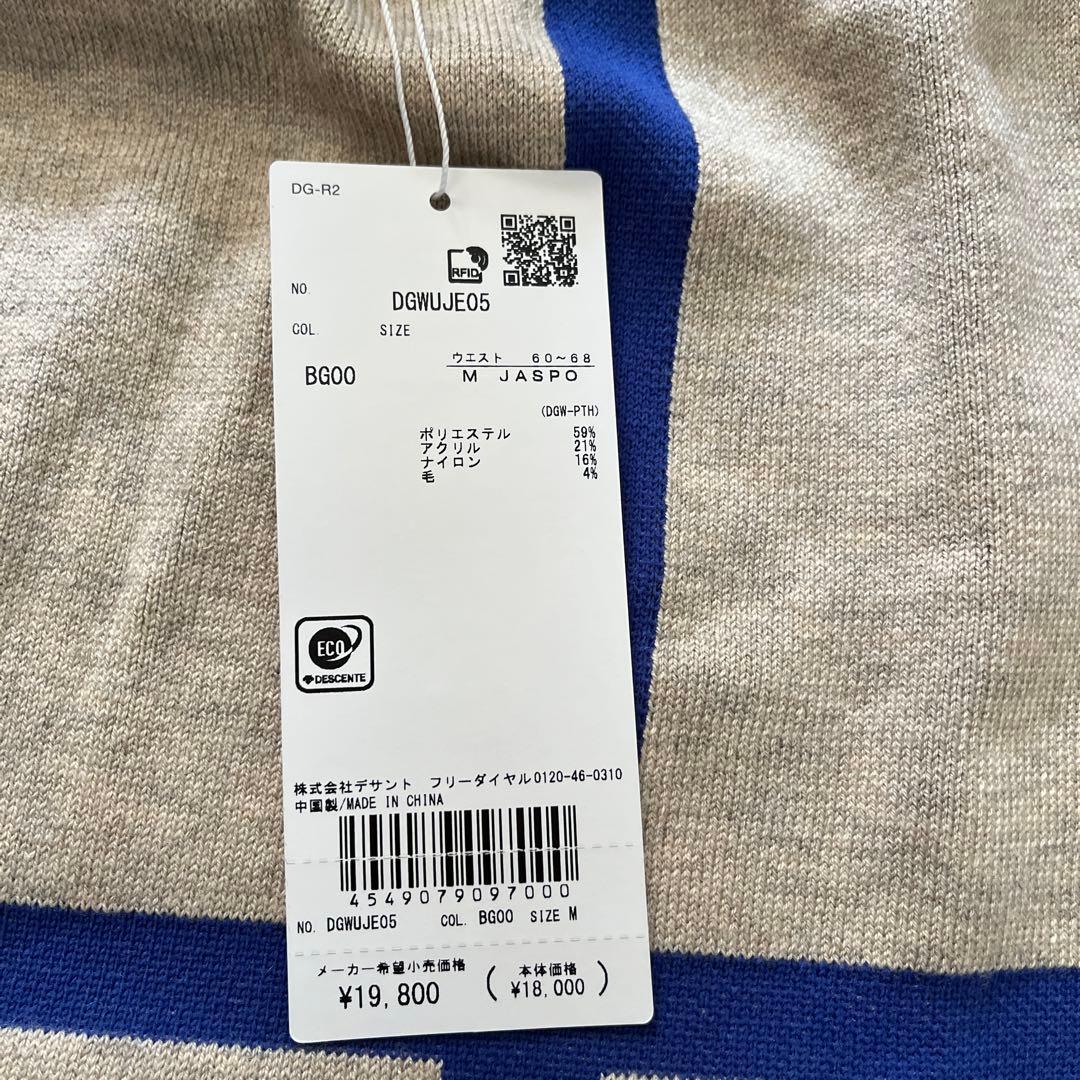 DG-R2
RFID
NO. DGWUJE05
COL. SIZE
BG00
ウエスト 60~68
M JASPO
(DGW-PTH)
ポリエステル 59%
アクリル 21%
ナイロン 16%
毛 4%
ECO
DESCENTE
株式会社デサント フリーダイヤル0120-46-0310
中国製/MADE IN CHINA
4549079097000
NO. DGWUJE05 COL. BG00 SIZE M
メーカー希望小売価格
¥19,800
(本体価格
¥18,000)